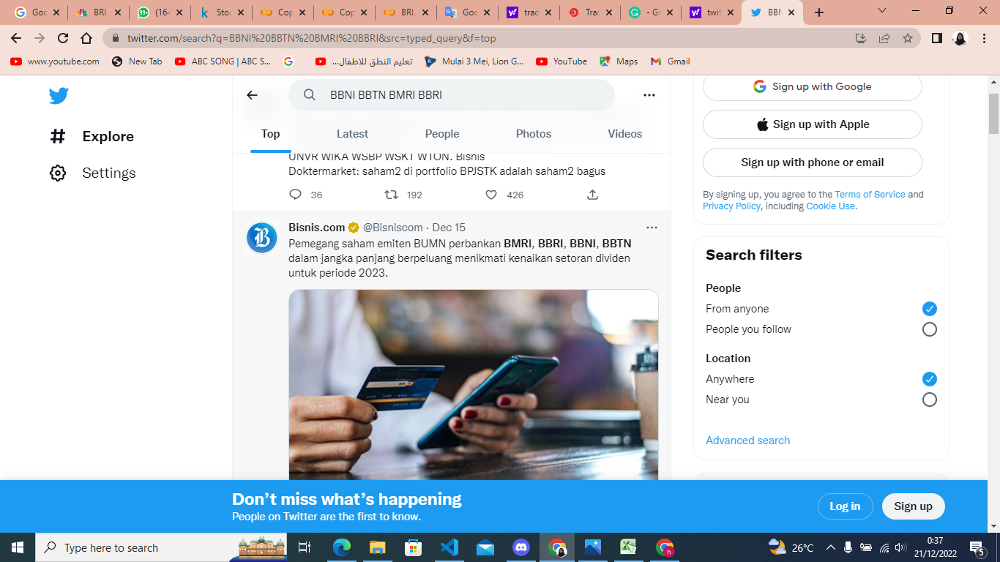 Goo
BRI,
(164
Stoc
Cop
Cop
BRI.
Goo
trad
Trac
- Gr
twit
BBN
twitter.com/search?q=BBNI%20BBTN%20BMRI%20BBRI&src=typed_query&f=top
www.youtube.com
New Tab
ABC SONG | ABC S...
تعليم النطق للاطفال...
Mulai 3 Mei, Lion G...
YouTube
Maps
Gmail
Explore
Settings
BBNI BBTN BMRI BBRI
Top
Latest
People
Photos
Videos
UNVR WIKA WSBP WSKT WTON. Bisnis
Doktermarket: saham2 di portfolio BPJSTK adalah saham2 bagus
36
192
426
Bisnis.com @Bisniscom · Dec 15
Pemegang saham emiten BUMN perbankan BMRI, BBRI, BBNI, BBTN
dalam jangka panjang berpeluang menikmati kenaikan setoran dividen
untuk periode 2023.
Sign up with Google
Sign up with Apple
Sign up with phone or email
By signing up, you agree to the Terms of Service and
Privacy Policy, including Cookie Use.
Search filters
People
From anyone
People you follow
Location
Anywhere
Near you
Advanced search
Don't miss what's happening
People on Twitter are the first to know.
Log in
Sign up
Type here to search
26°C
0:37
21/12/2022
5